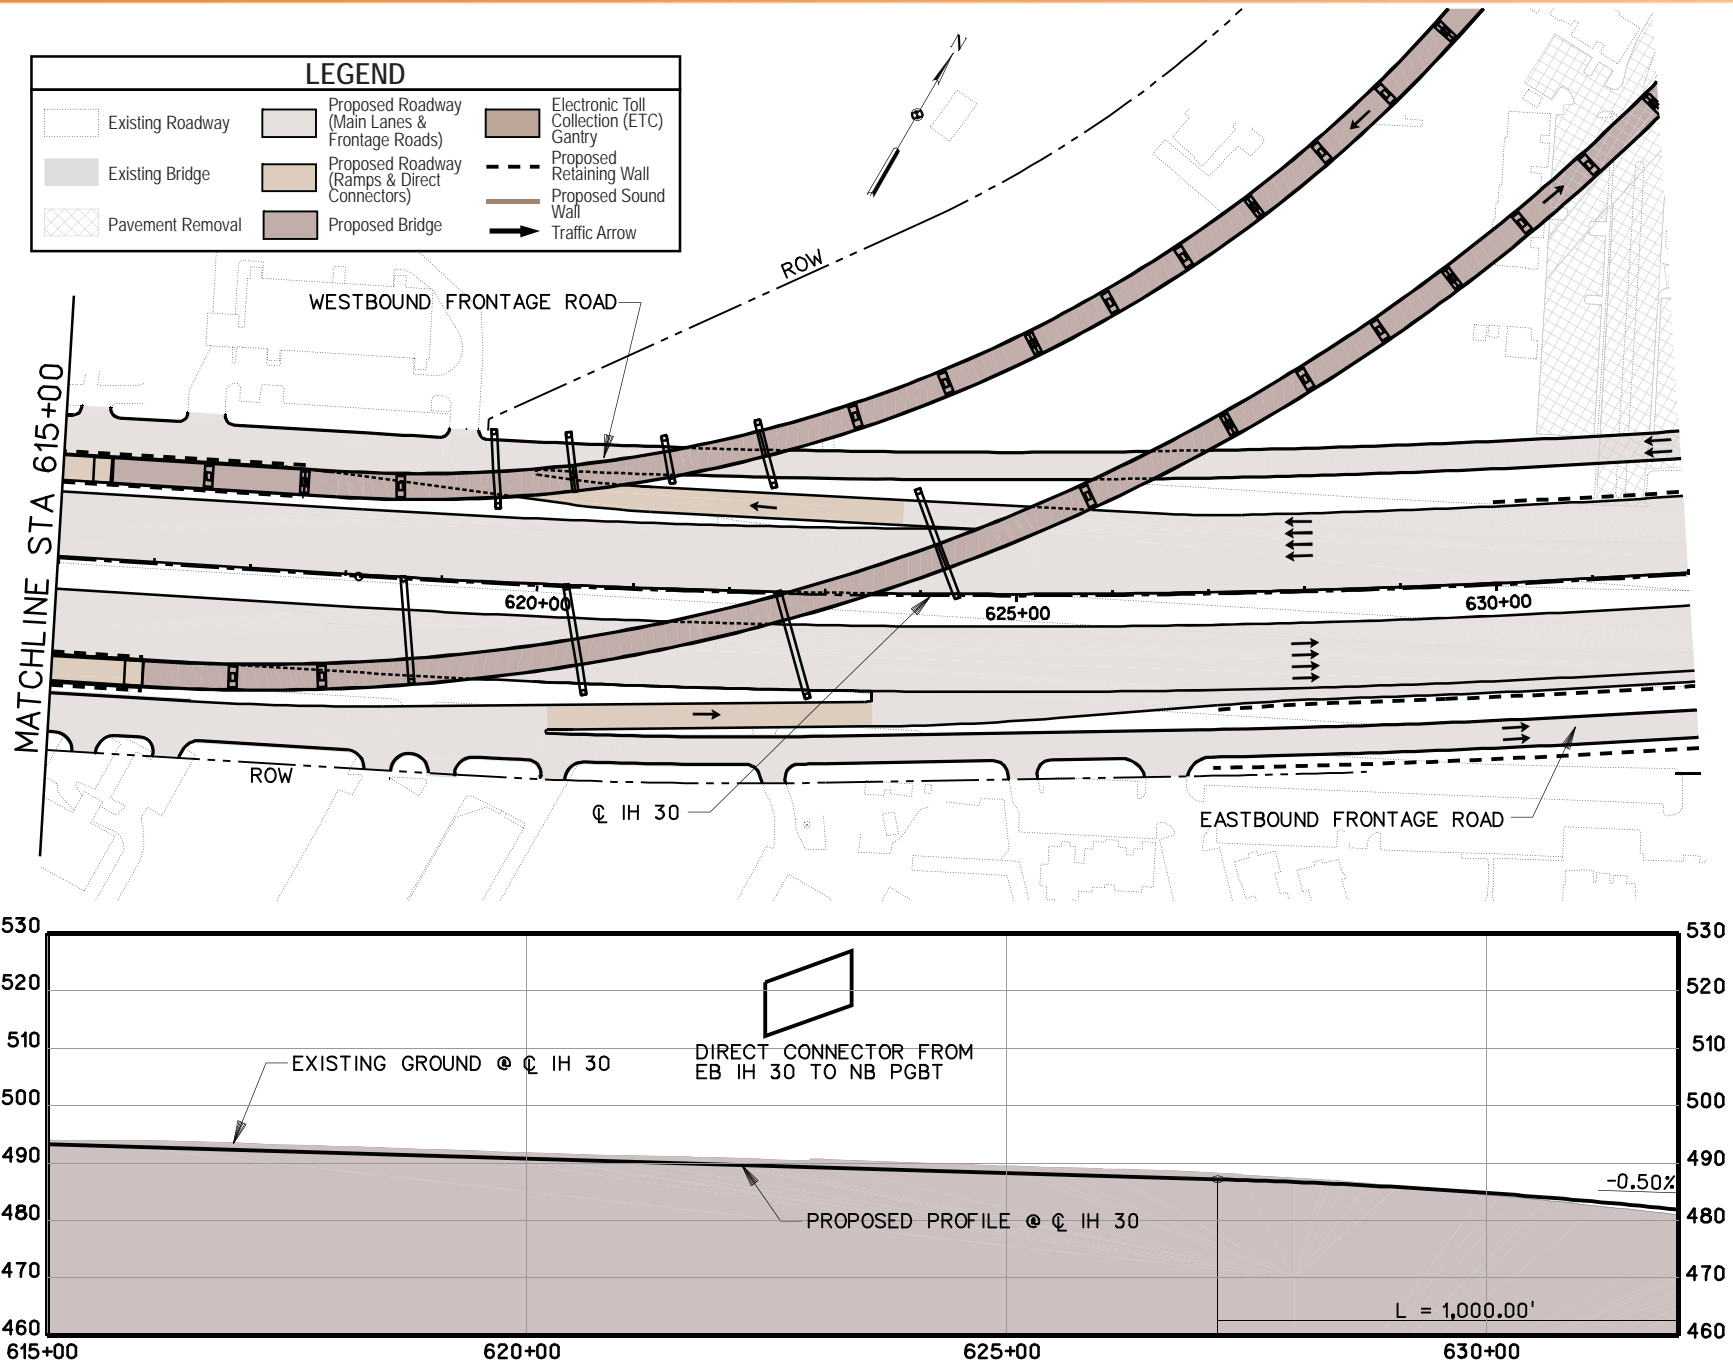 LEGEND
Existing Roadway
Existing Bridge
Pavement Removal
Proposed Roadway
(Main Lanes &
Frontage Roads)
Proposed Roadway
(Ramps & Direct
Connectors)
Proposed Bridge
Electronic Toll
Collection (ETC)
Gantry
Proposed
Retaining Wall
Proposed Sound
Wall
Traffic Arrow
N
ROW
WESTBOUND FRONTAGE ROAD
MATCHLINE STA 615+00
620+00
625+00
630+00
ROW
℄ IH 30
EASTBOUND FRONTAGE ROAD
530
520
510
500
490
480
470
460
530
520
510
500
490
480
470
460
EXISTING GROUND @ ℄ IH 30
DIRECT CONNECTOR FROM
EB IH 30 TO NB PGBT
-0.50%
PROPOSED PROFILE @ ℄ IH 30
L = 1,000.00'
615+00
620+00
625+00
630+00